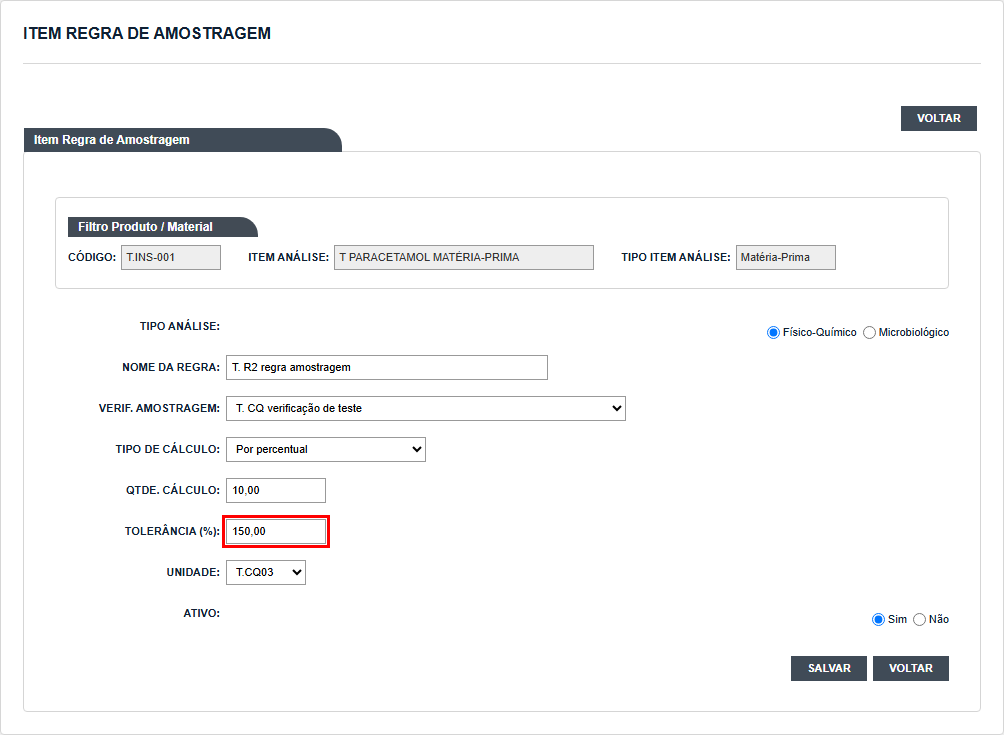 ITEM REGRA DE AMOSTRAGEM
VOLTAR
Item Regra de Amostragem
Filtro Produto / Material
CÓDIGO: T.INS-001 ITEM ANÁLISE: T PARACETAMOL MATÉRIA-PRIMA TIPO ITEM ANÁLISE: Matéria-Prima
TIPO ANÁLISE: Físico-Químico Microbiológico
NOME DA REGRA: T. R2 regra amostragem
VERIF. AMOSTRAGEM: T. CQ verificação de teste
TIPO DE CÁLCULO: Por percentual
QTDE. CÁLCULO: 10,00
TOLERÂNCIA (%): 150,00
UNIDADE: T.CQ03
ATIVO: Sim Não
SALVAR VOLTAR